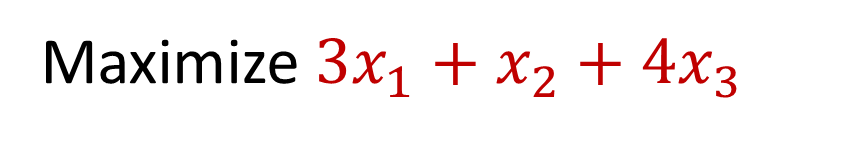 Maximize 3x₁ + x₂ + 4x₃